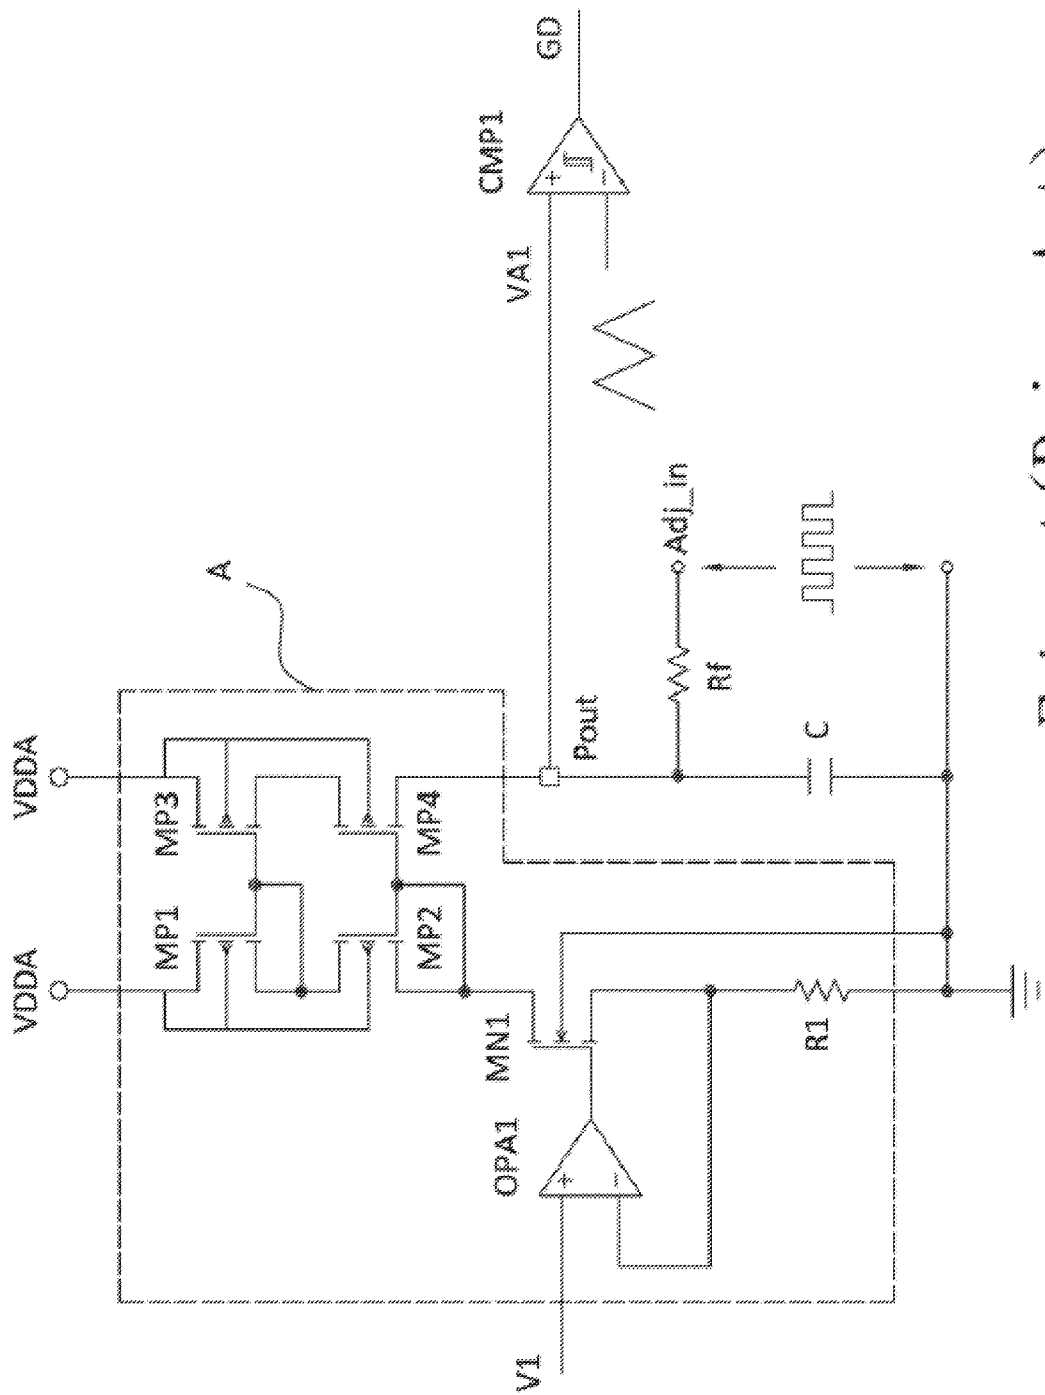 VDDA
VDDA
A
MP1
MP3
MP2
MP4
MN1
OPA1
+
−
V1
R1
Pout
Rf
Adj_in
C
VA1
CMP1
+
−
GD